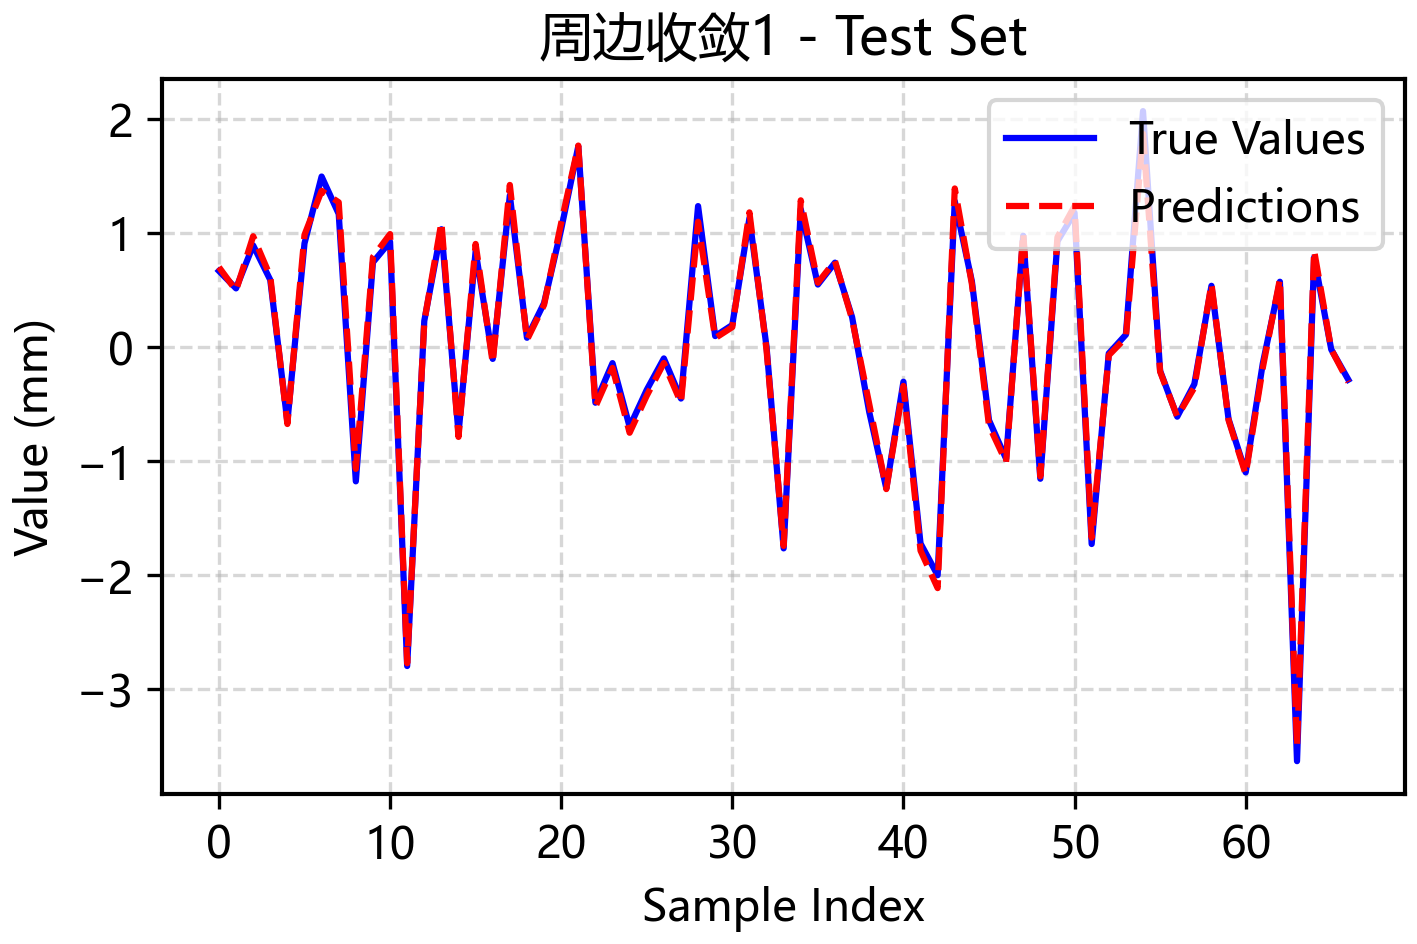 周边收敛1 - Test Set
True Values
Predictions
Value (mm)
2
1
0
−1
−2
−3
0 10 20 30 40 50 60
Sample Index